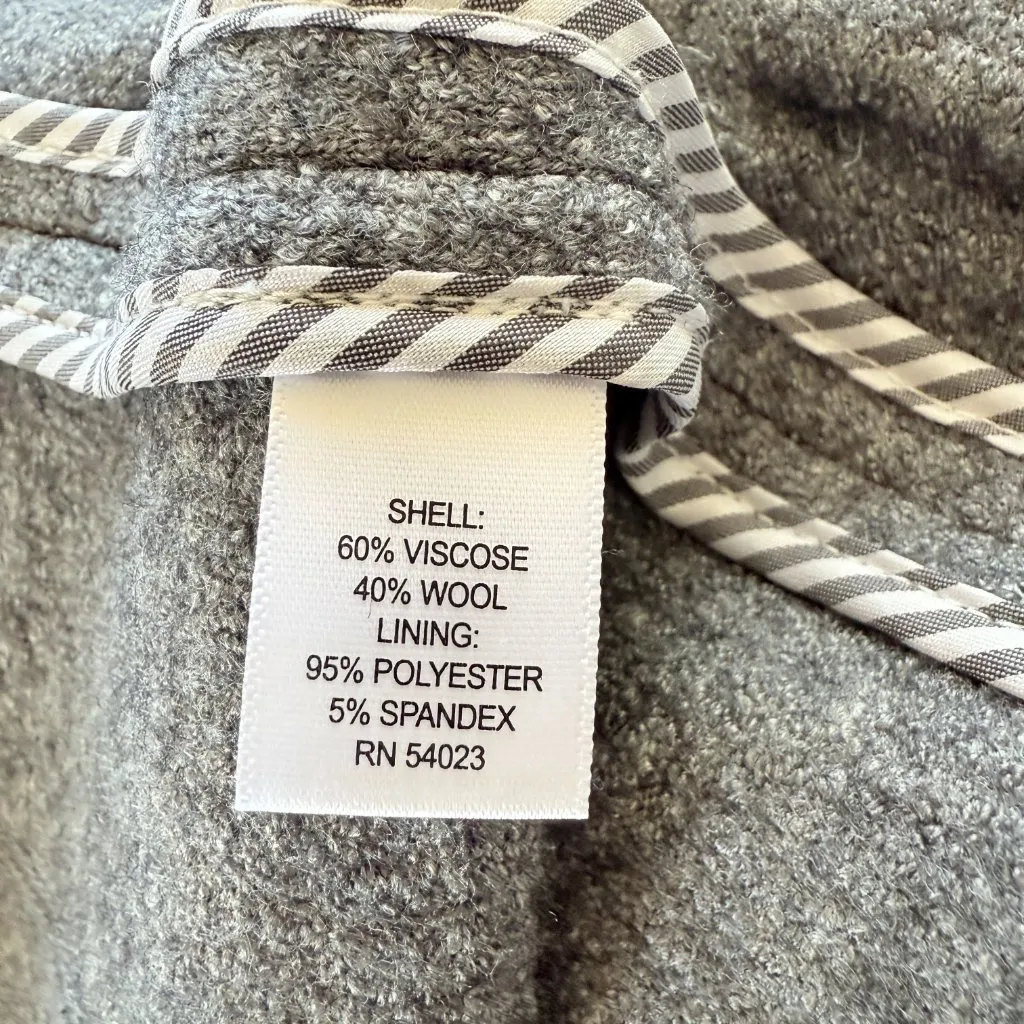 SHELL:
60% VISCOSE
40% WOOL
LINING:
95% POLYESTER
5% SPANDEX
RN 54023